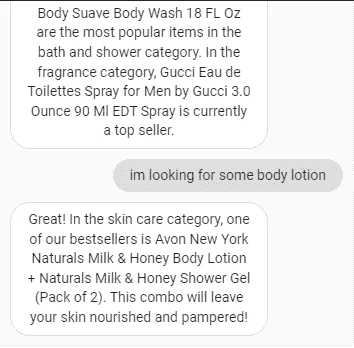 Body Suave Body Wash 18 FL Oz
are the most popular items in the
bath and shower category. In the
fragrance category, Gucci Eau de
Toilettes Spray for Men by Gucci 3.0
Ounce 90 Ml EDT Spray is currently
a top seller.
im looking for some body lotion
Great! In the skin care category, one
of our bestsellers is Avon New York
Naturals Milk & Honey Body Lotion
+ Naturals Milk & Honey Shower Gel
(Pack of 2). This combo will leave
your skin nourished and pampered!